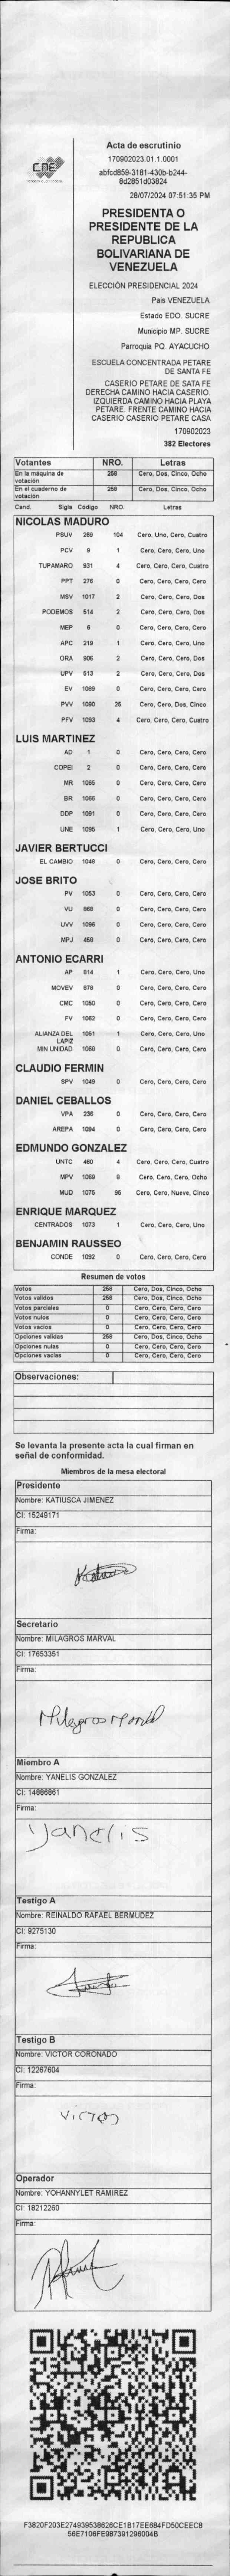 CNE
Acta de escrutinio
170902023.01.1.0001
abfcd859-3181-430b-b244-
8d2851d03824
28/07/2024 07:51:35 PM
PRESIDENTA O
PRESIDENTE DE LA
REPUBLICA
BOLIVARIANA DE
VENEZUELA
ELECCIÓN PRESIDENCIAL 2024
Pais VENEZUELA
Estado EDO. SUCRE
Municipio MP. SUCRE
Parroquia PQ. AYACUCHO
ESCUELA CONCENTRADA PETARE
DE SANTA FE
CASERIO PETARE DE SATA FE
DERECHA CAMINO HACIA CASERIO.
IZQUIERDA CAMINO HACIA PLAYA
PETARE. FRENTE CAMINO HACIA
CASERIO CASERIO PETARE CASA
170902023
382 Electores
Votantes NRO. Letras
En la máquina de votación 258 Cero, Dos, Cinco, Ocho
En el cuaderno de votación 258 Cero, Dos, Cinco, Ocho
Cand. Sigla Código NRO. Letras
NICOLAS MADURO
PSUV 269 104 Cero, Uno, Cero, Cuatro
PCV 9 1 Cero, Cero, Cero, Uno
TUPAMARO 931 4 Cero, Cero, Cero, Cuatro
PPT 276 0 Cero, Cero, Cero, Cero
MSV 1017 2 Cero, Cero, Cero, Dos
PODEMOS 514 2 Cero, Cero, Cero, Dos
MEP 6 0 Cero, Cero, Cero, Cero
APC 219 1 Cero, Cero, Cero, Uno
ORA 906 2 Cero, Cero, Cero, Dos
UPV 513 2 Cero, Cero, Cero, Dos
EV 1089 0 Cero, Cero, Cero, Cero
PVV 1090 25 Cero, Cero, Dos, Cinco
PFV 1093 4 Cero, Cero, Cero, Cuatro
LUIS MARTINEZ
AD 1 0 Cero, Cero, Cero, Cero
COPEI 2 0 Cero, Cero, Cero, Cero
MR 1065 0 Cero, Cero, Cero, Cero
BR 1066 0 Cero, Cero, Cero, Cero
DDP 1091 0 Cero, Cero, Cero, Cero
UNE 1095 1 Cero, Cero, Cero, Uno
JAVIER BERTUCCI
EL CAMBIO 1048 0 Cero, Cero, Cero, Cero
JOSE BRITO
PV 1053 0 Cero, Cero, Cero, Cero
VU 868 0 Cero, Cero, Cero, Cero
UVV 1096 0 Cero, Cero, Cero, Cero
MPJ 459 0 Cero, Cero, Cero, Cero
ANTONIO ECARRI
AP 814 1 Cero, Cero, Cero, Uno
MOVEV 878 0 Cero, Cero, Cero, Cero
CMC 1050 0 Cero, Cero, Cero, Cero
FV 1062 0 Cero, Cero, Cero, Cero
ALIANZA DEL LAPIZ 1051 1 Cero, Cero, Cero, Uno
MIN UNIDAD 1068 0 Cero, Cero, Cero, Cero
CLAUDIO FERMIN
SPV 1049 0 Cero, Cero, Cero, Cero
DANIEL CEBALLOS
VPA 236 0 Cero, Cero, Cero, Cero
AREPA 1094 0 Cero, Cero, Cero, Cero
EDMUNDO GONZALEZ
UNTC 460 4 Cero, Cero, Cero, Cuatro
MPV 1069 8 Cero, Cero, Cero, Ocho
MUD 1075 95 Cero, Cero, Nueve, Cinco
ENRIQUE MARQUEZ
CENTRADOS 1073 1 Cero, Cero, Cero, Uno
BENJAMIN RAUSSEO
CONDE 1092 0 Cero, Cero, Cero, Cero
Resumen de votos
Votos 258 Cero, Dos, Cinco, Ocho
Votos validos 258 Cero, Dos, Cinco, Ocho
Votos parciales 0 Cero, Cero, Cero, Cero
Votos nulos 0 Cero, Cero, Cero, Cero
Votos vacios 0 Cero, Cero, Cero, Cero
Opciones validas 258 Cero, Dos, Cinco, Ocho
Opciones nulas 0 Cero, Cero, Cero, Cero
Opciones vacias 0 Cero, Cero, Cero, Cero
Observaciones:
Se levanta la presente acta la cual firman en
señal de conformidad.
Miembros de la mesa electoral
Presidente
Nombre: KATIUSCA JIMENEZ
CI: 15249171
Firma:
Secretario
Nombre: MILAGROS MARVAL
CI: 17653351
Firma:
Milagros Marval
Miembro A
Nombre: YANELIS GONZALEZ
CI: 14886861
Firma:
yanelis
Testigo A
Nombre: REINALDO RAFAEL BERMUDEZ
CI: 9275130
Firma:
Testigo B
Nombre: VICTOR CORONADO
CI: 12267604
Firma:
Victor
Operador
Nombre: YOHANNYLET RAMIREZ
CI: 18212260
Firma:
F3820F203E274939538626CE1B17EE684FD50CEEC8
56E7106FE987391296004B